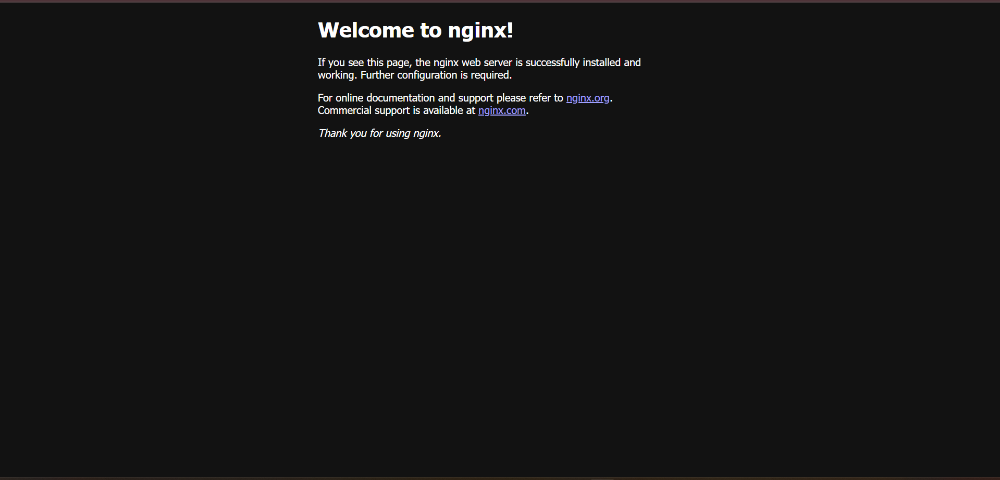 Welcome to nginx!
If you see this page, the nginx web server is successfully installed and
working. Further configuration is required.
For online documentation and support please refer to nginx.org.
Commercial support is available at nginx.com.
Thank you for using nginx.